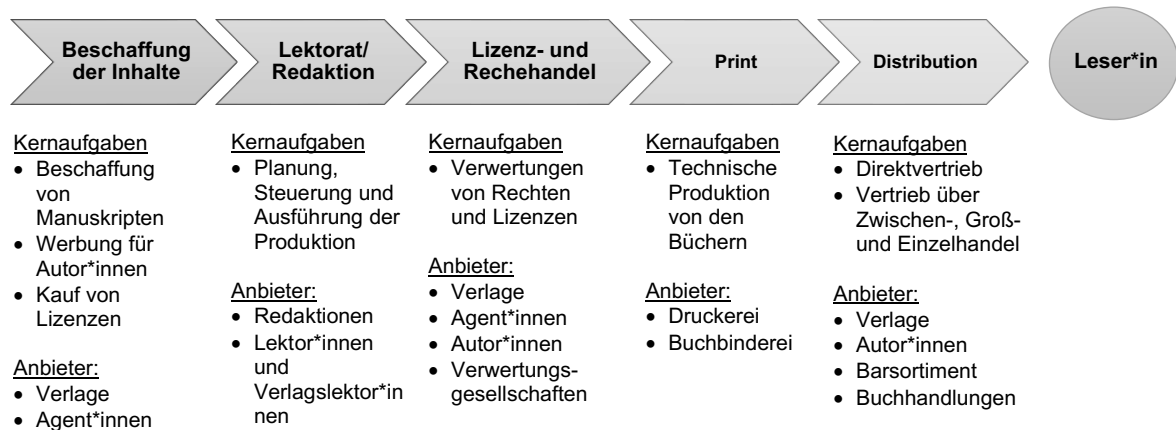 Beschaffung
der Inhalte
Lektorat/
Redaktion
Lizenz- und
Rechehandel
Print
Distribution
Leser*in
Kernaufgaben
• Beschaffung
von
Manuskripten
• Werbung für
Autor*innen
• Kauf von
Lizenzen
Anbieter:
• Verlage
• Agent*innen
Kernaufgaben
• Planung,
Steuerung und
Ausführung der
Produktion
Anbieter:
• Redaktionen
• Lektor*innen
und
Verlagslektor*in
nen
Kernaufgaben
• Verwertungen
von Rechten
und Lizenzen
Anbieter:
• Verlage
• Agent*innen
• Autor*innen
• Verwertungs-
gesellschaften
Kernaufgaben
• Technische
Produktion
von den
Büchern
Anbieter:
• Druckerei
• Buchbinderei
Kernaufgaben
• Direktvertrieb
• Vertrieb über
Zwischen-, Groß-
und Einzelhandel
Anbieter:
• Verlage
• Autor*innen
• Barsortiment
• Buchhandlungen